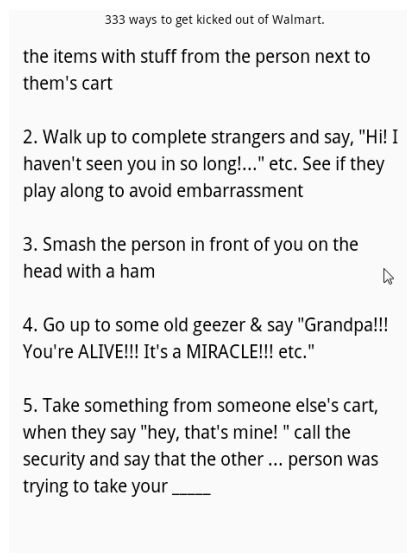 333 ways to get kicked out of Walmart.
the items with stuff from the person next to
them's cart
2. Walk up to complete strangers and say, "Hi! I
haven't seen you in so long!..." etc. See if they
play along to avoid embarrassment
3. Smash the person in front of you on the
head with a ham
4. Go up to some old geezer & say "Grandpa!!!
You're ALIVE!!! It's a MIRACLE!!! etc."
5. Take something from someone else's cart,
when they say "hey, that's mine! " call the
security and say that the other ... person was
trying to take your _____